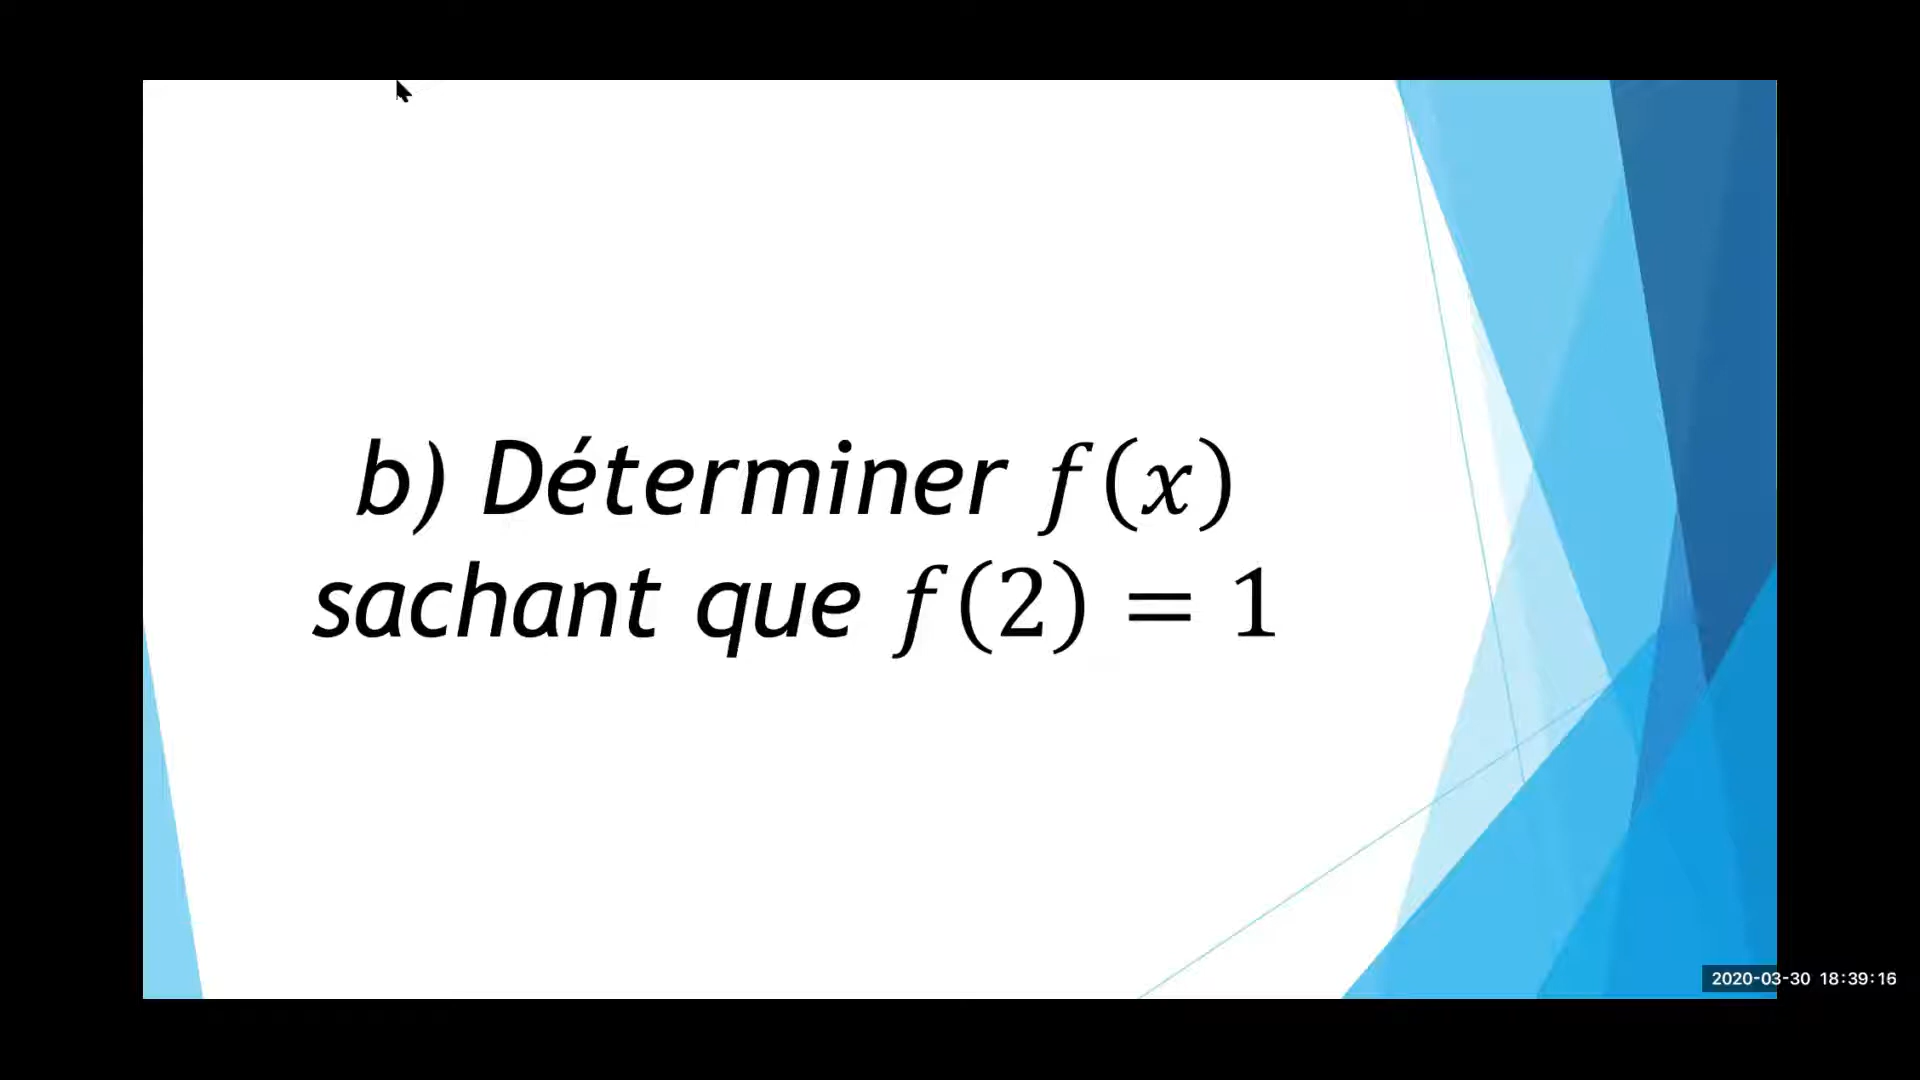 b) Déterminer f(x)
sachant que f(2) = 1
2020-03-30 18:39:16